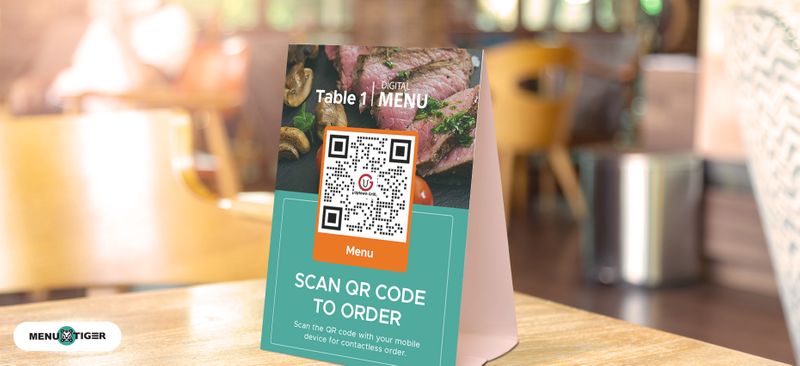 Table 1
DIGITAL
MENU
Menu
SCAN QR CODE
TO ORDER
Scan the QR code with your mobile
device for contactless order.
MENU TIGER